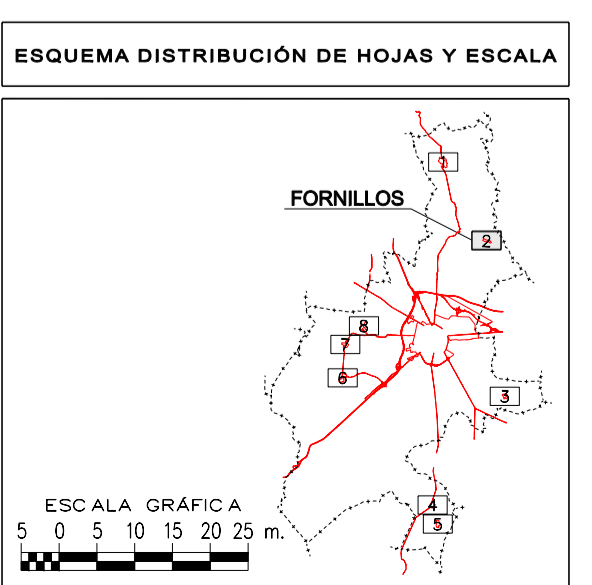 ESQUEMA DISTRIBUCIÓN DE HOJAS Y ESCALA
1
FORNILLOS
2
8
7
6
3
4
5
ESCALA GRÁFICA
5 0 5 10 15 20 25 m.